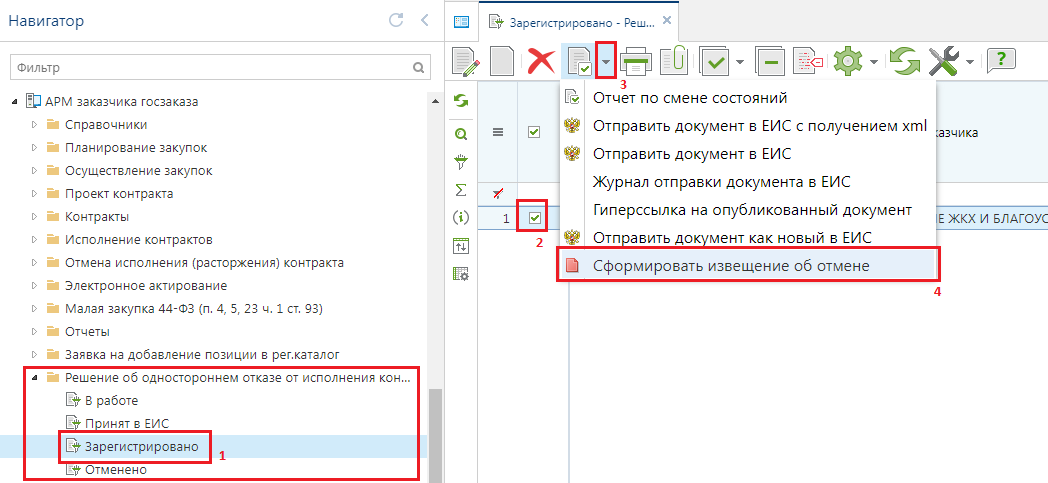 Навигатор
Фильтр
АРМ заказчика госзаказа
Справочники
Планирование закупок
Осуществление закупок
Проект контракта
Контракты
Исполнение контрактов
Отмена исполнения (расторжения) контракта
Электронное актирование
Малая закупка 44-ФЗ (п. 4, 5, 23 ч. 1 ст. 93)
Отчеты
Заявка на добавление позиции в рег.каталог
Решение об одностороннем отказе от исполнения кон...
В работе
Принят в ЕИС
Зарегистрировано
1
Отменено
Зарегистрировано - Реш...
3
Отчет по смене состояний
Отправить документ в ЕИС с получением xml
аказчика
Отправить документ в ЕИС
Журнал отправки документа в ЕИС
Гиперссылка на опубликованный документ
1
ИЕ ЖКХ И БЛАГОУС
2
Отправить документ как новый в ЕИС
Сформировать извещение об отмене
4